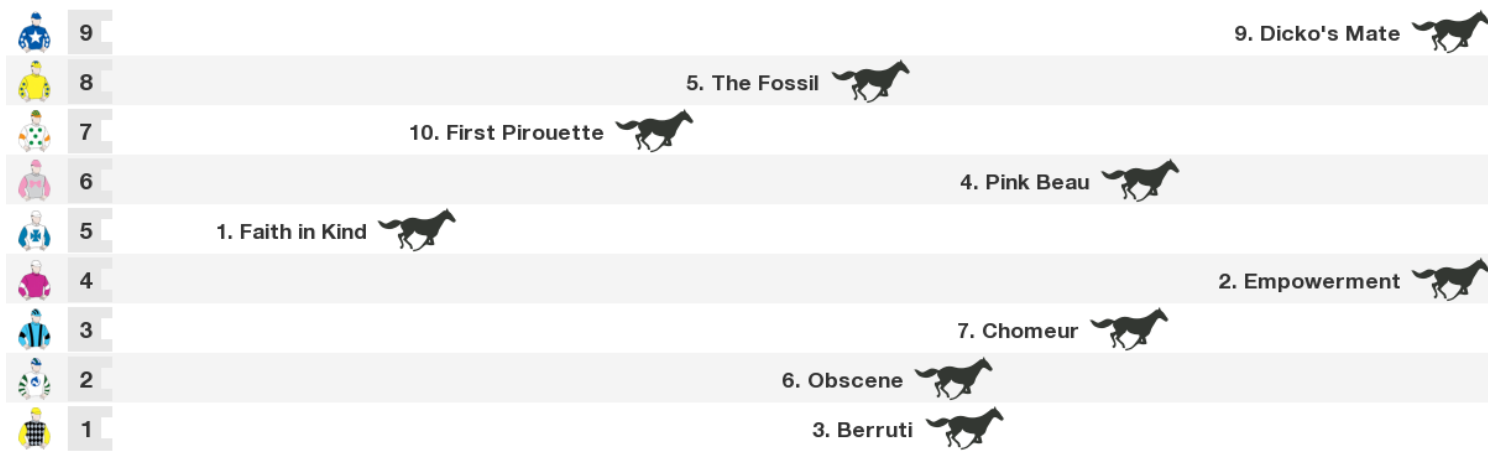 9 9. Dicko's Mate
8 5. The Fossil
7 10. First Pirouette
6 4. Pink Beau
5 1. Faith in Kind
4 2. Empowerment
3 7. Chomeur
2 6. Obscene
1 3. Berruti